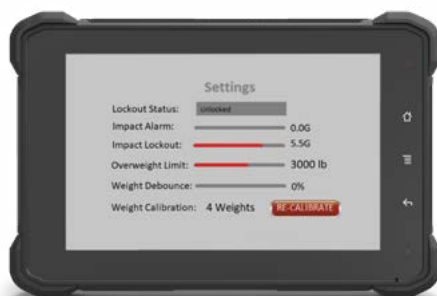 Settings
Lockout Status: Unlocked
Impact Alarm: 0.0G
Impact Lockout: 5.5G
Overweight Limit: 3000 lb
Weight Debounce: 0%
Weight Calibration: 4 Weights RE-CALIBRATE